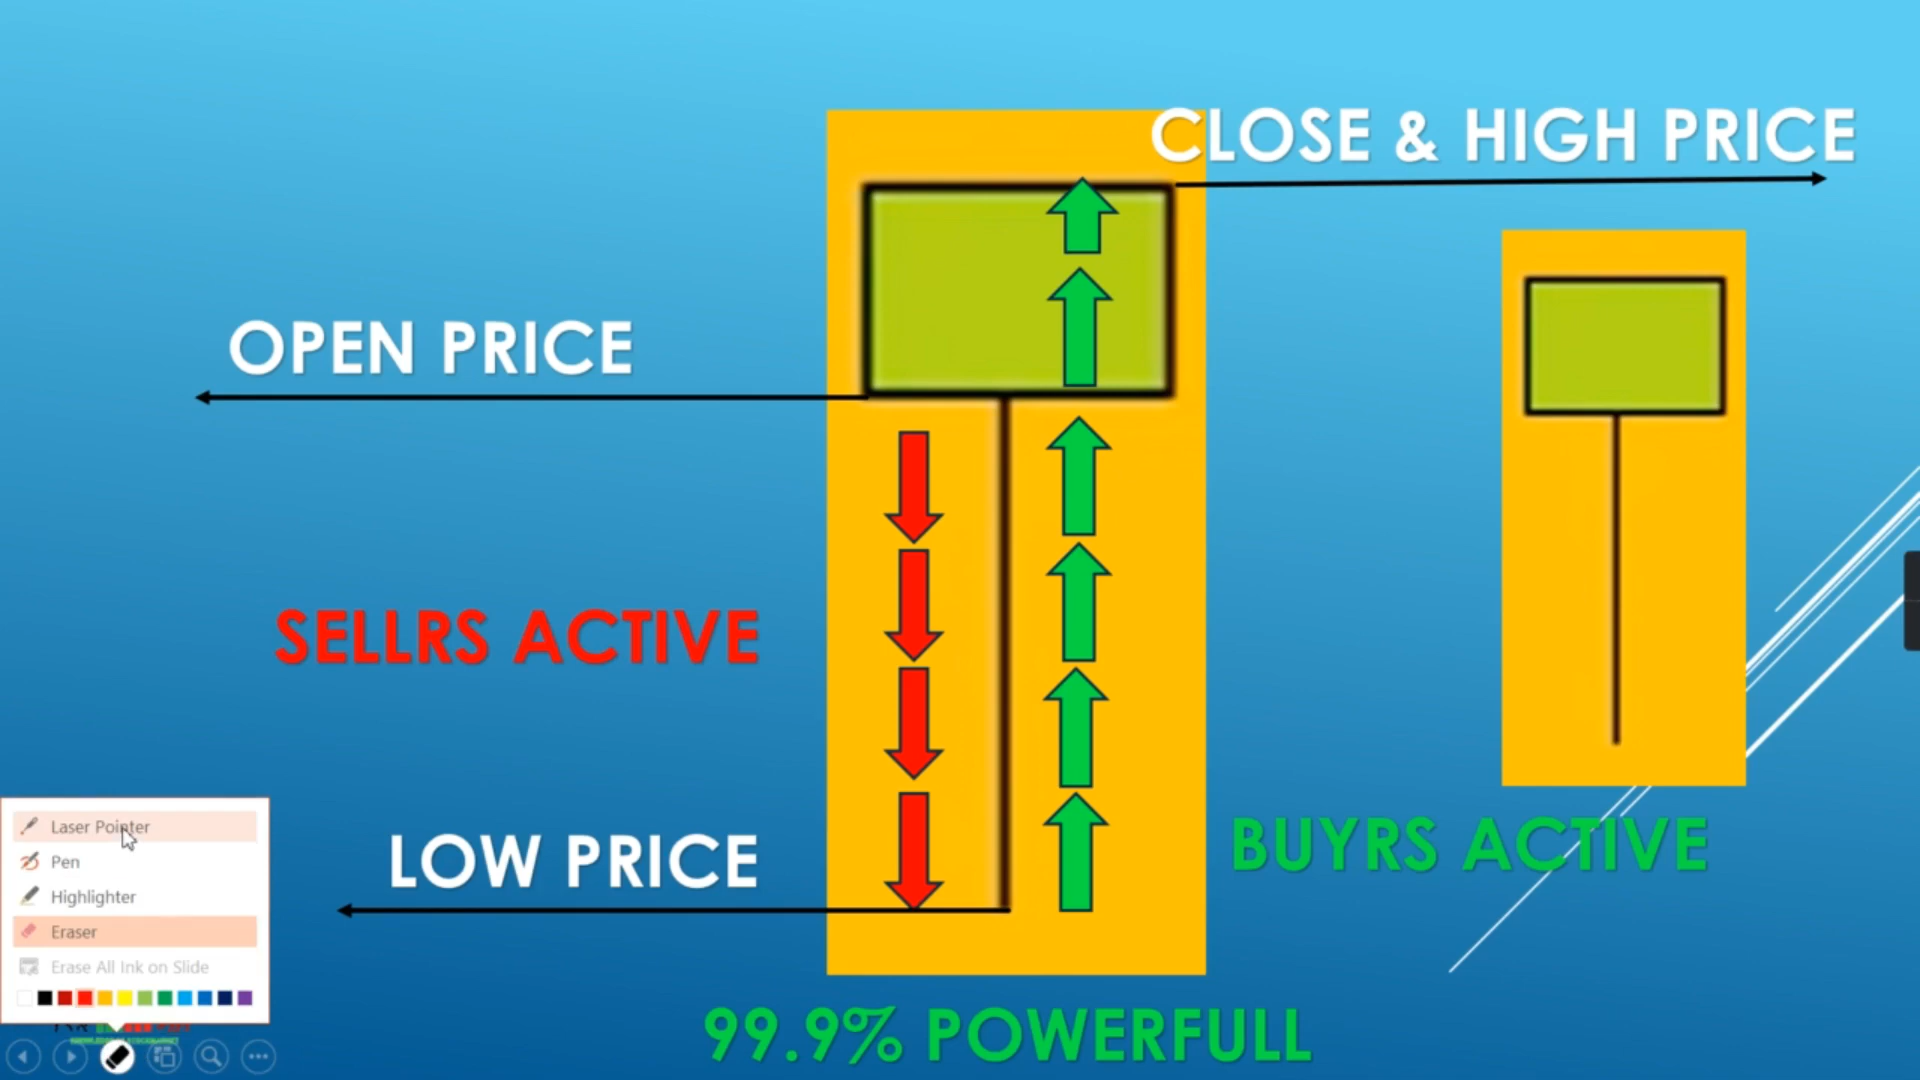 CLOSE & HIGH PRICE
OPEN PRICE
SELLRS ACTIVE
LOW PRICE
BUYRS ACTIVE
99.9% POWERFULL
Laser Pointer
Pen
Highlighter
Eraser
Erase All Ink on Slide